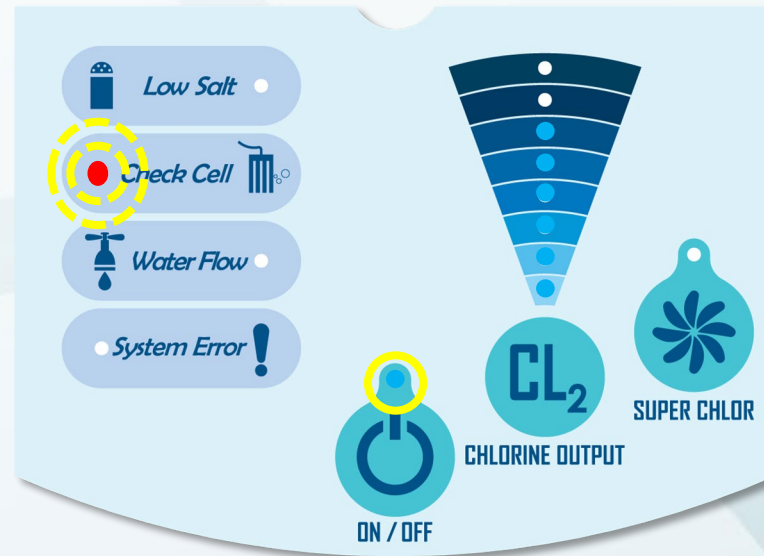 Low Salt
Check Cell
Water Flow
System Error
CL2
CHLORINE OUTPUT
SUPER CHLOR
ON / OFF